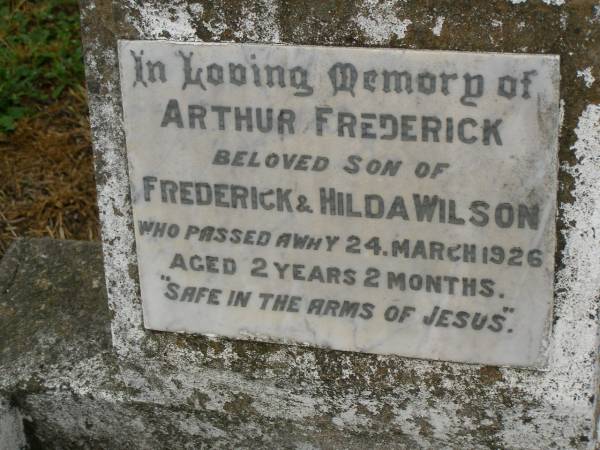 In Loving Memory of
ARTHUR FREDERICK
BELOVED SON OF
FREDERICK & HILDA WILSON
WHO PASSED AWAY 24. MARCH 1926
AGED 2 YEARS 2 MONTHS.
"SAFE IN THE ARMS OF JESUS".